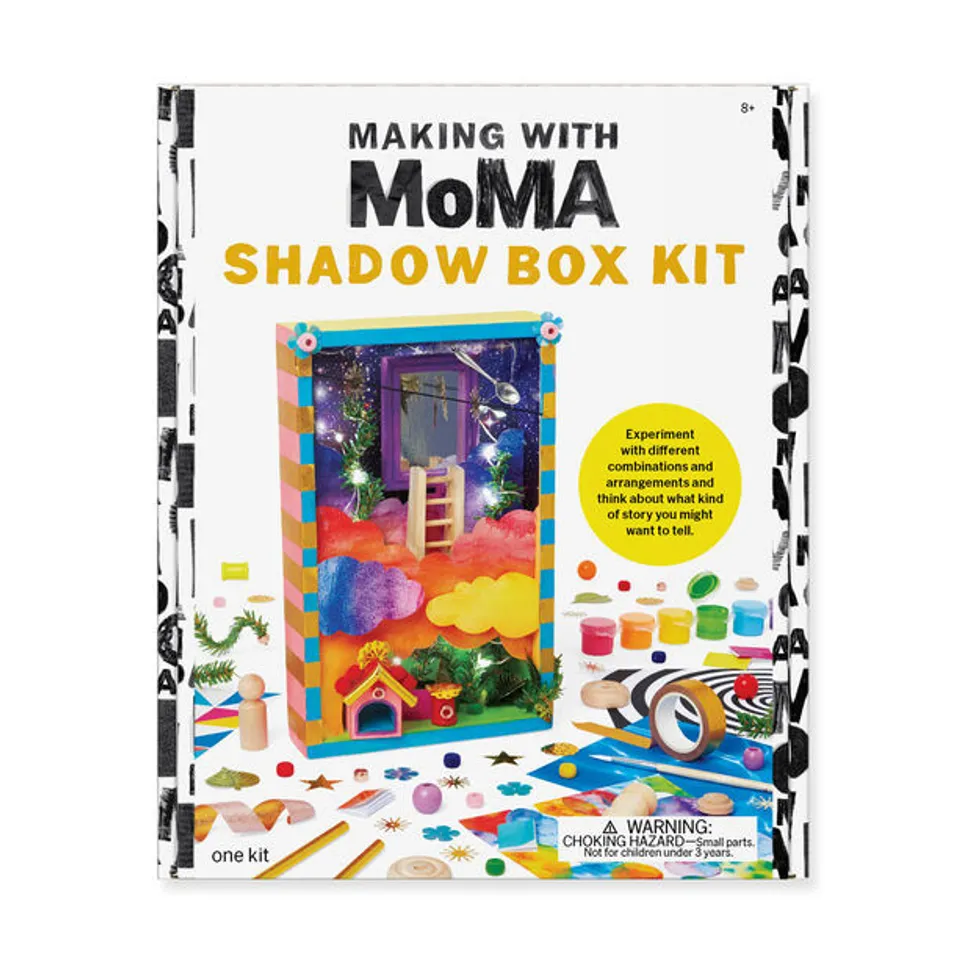 8+
MAKING WITH
MoMA
SHADOW BOX KIT
Experiment
with different
combinations and
arrangements and
think about what kind
of story you might
want to tell.
one kit
⚠ WARNING:
CHOKING HAZARD—Small parts.
Not for children under 3 years.